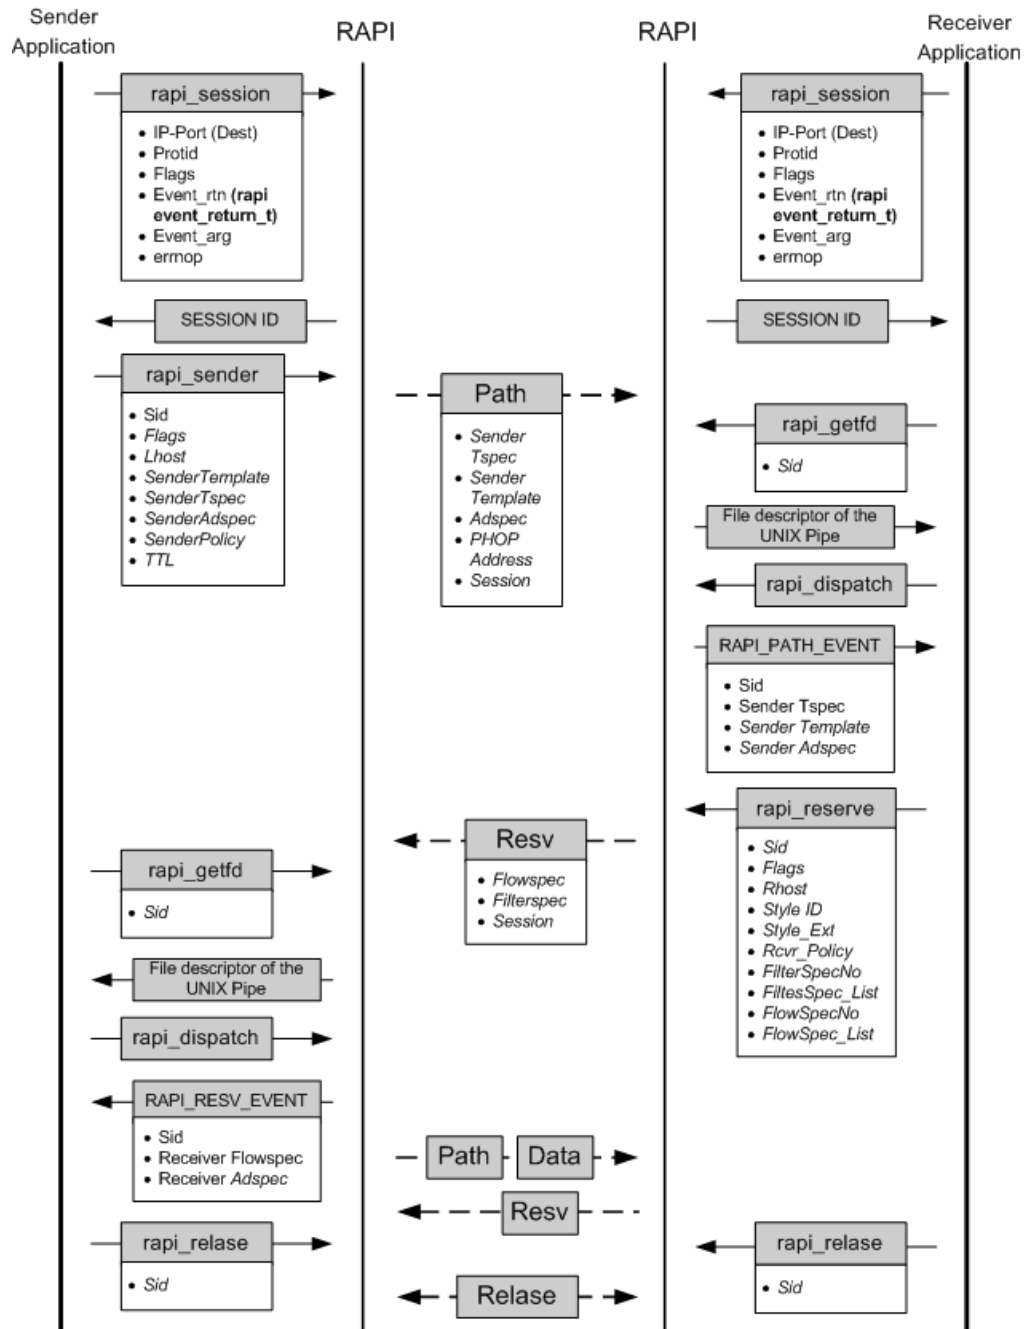 Sender
Application
RAPI
RAPI
Receiver
Application
rapi_session
• IP-Port (Dest)
• Protid
• Flags
• Event_rtn (rapi
event_return_t)
• Event_arg
• errnop
rapi_session
• IP-Port (Dest)
• Protid
• Flags
• Event_rtn (rapi
event_return_t)
• Event_arg
• errnop
SESSION ID
SESSION ID
rapi_sender
• Sid
• Flags
• Lhost
• SenderTemplate
• SenderTspec
• SenderAdspec
• SenderPolicy
• TTL
Path
• Sender
Tspec
• Sender
Template
• Adspec
• PHOP
Address
• Session
rapi_getfd
• Sid
File descriptor of the
UNIX Pipe
rapi_dispatch
RAPI_PATH_EVENT
• Sid
• Sender Tspec
• Sender Template
• Sender Adspec
rapi_reserve
• Sid
• Flags
• Rhost
• Style ID
• Style_Ext
• Rcvr_Policy
• FilterSpecNo
• FiltesSpec_List
• FlowSpecNo
• FlowSpec_List
Resv
• Flowspec
• Filterspec
• Session
rapi_getfd
• Sid
File descriptor of the
UNIX Pipe
rapi_dispatch
RAPI_RESV_EVENT
• Sid
• Receiver Flowspec
• Receiver Adspec
Path
Data
Resv
rapi_relase
• Sid
rapi_relase
• Sid
Relase